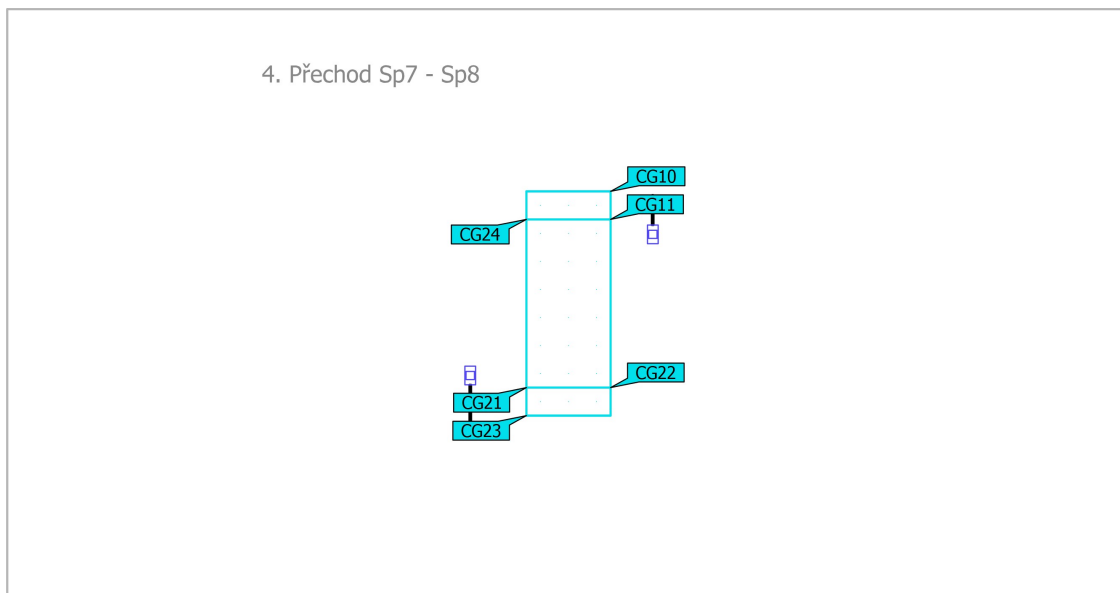 4. Přechod Sp7 - Sp8
CG10
CG11
CG24
CG22
CG21
CG23